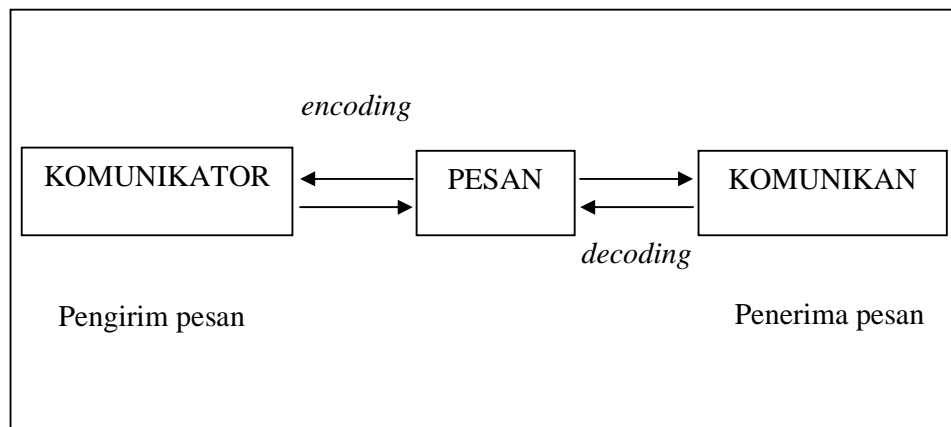 encoding
KOMUNIKATOR
PESAN
KOMUNIKAN
decoding
Pengirim pesan
Penerima pesan